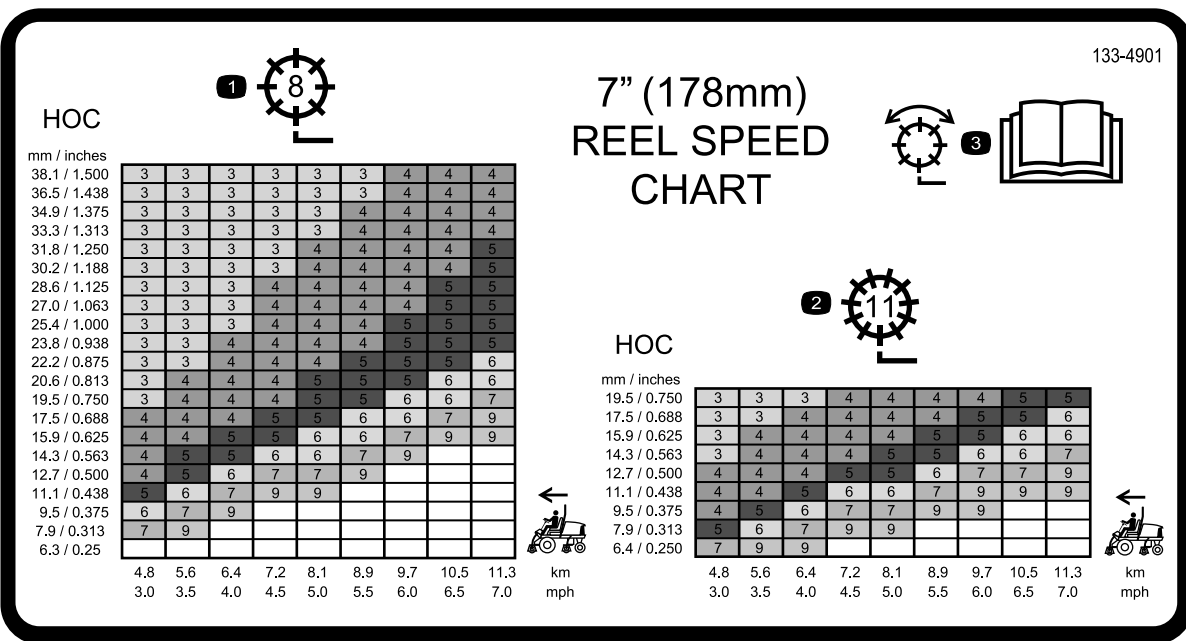 133-4901
1
8
7” (178mm)
REEL SPEED
CHART
3
HOC
mm / inches
38.1 / 1.500 3 3 3 3 3 3 4 4 4
36.5 / 1.438 3 3 3 3 3 3 4 4 4
34.9 / 1.375 3 3 3 3 3 4 4 4 4
33.3 / 1.313 3 3 3 3 3 4 4 4 4
31.8 / 1.250 3 3 3 3 4 4 4 4 5
30.2 / 1.188 3 3 3 3 4 4 4 4 5
28.6 / 1.125 3 3 3 4 4 4 4 5 5
27.0 / 1.063 3 3 3 4 4 4 4 5 5
25.4 / 1.000 3 3 3 4 4 4 5 5 5
23.8 / 0.938 3 3 4 4 4 4 5 5 5
22.2 / 0.875 3 3 4 4 4 5 5 5 6
20.6 / 0.813 3 4 4 4 5 5 5 6 6
19.5 / 0.750 3 4 4 4 5 5 6 6 7
17.5 / 0.688 4 4 4 5 5 6 6 7 9
15.9 / 0.625 4 4 5 5 6 6 7 9 9
14.3 / 0.563 4 5 5 6 6 7 9
12.7 / 0.500 4 5 6 7 7 9
11.1 / 0.438 5 6 7 9 9
9.5 / 0.375 6 7 9
7.9 / 0.313 7 9
6.3 / 0.25
4.8 5.6 6.4 7.2 8.1 8.9 9.7 10.5 11.3 km
3.0 3.5 4.0 4.5 5.0 5.5 6.0 6.5 7.0 mph
2
11
HOC
mm / inches
19.5 / 0.750 3 3 3 4 4 4 4 5 5
17.5 / 0.688 3 3 4 4 4 4 5 5 6
15.9 / 0.625 3 4 4 4 4 5 5 6 6
14.3 / 0.563 3 4 4 4 5 5 6 6 7
12.7 / 0.500 4 4 4 5 5 6 7 7 9
11.1 / 0.438 4 4 5 6 6 7 9 9 9
9.5 / 0.375 4 5 6 7 7 9 9
7.9 / 0.313 5 6 7 9 9
6.4 / 0.250 7 9 9
4.8 5.6 6.4 7.2 8.1 8.9 9.7 10.5 11.3 km
3.0 3.5 4.0 4.5 5.0 5.5 6.0 6.5 7.0 mph